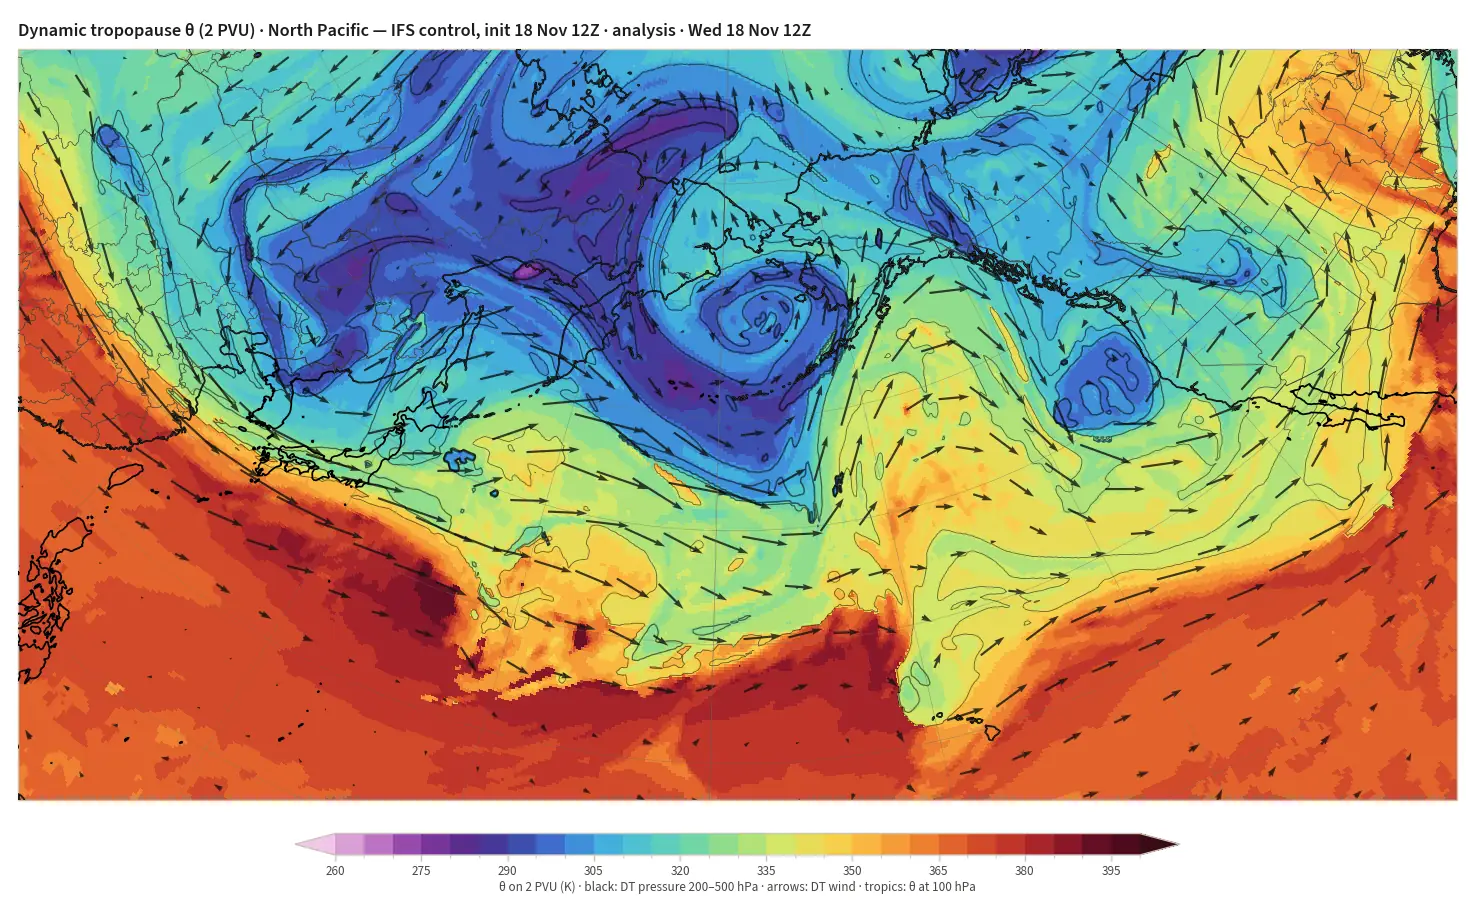 Dynamic tropopause θ (2 PVU) · North Pacific — IFS control, init 18 Nov 12Z · analysis · Wed 18 Nov 12Z
260 275 290 305 320 335 350 365 380 395
θ on 2 PVU (K) · black: DT pressure 200–500 hPa · arrows: DT wind · tropics: θ at 100 hPa